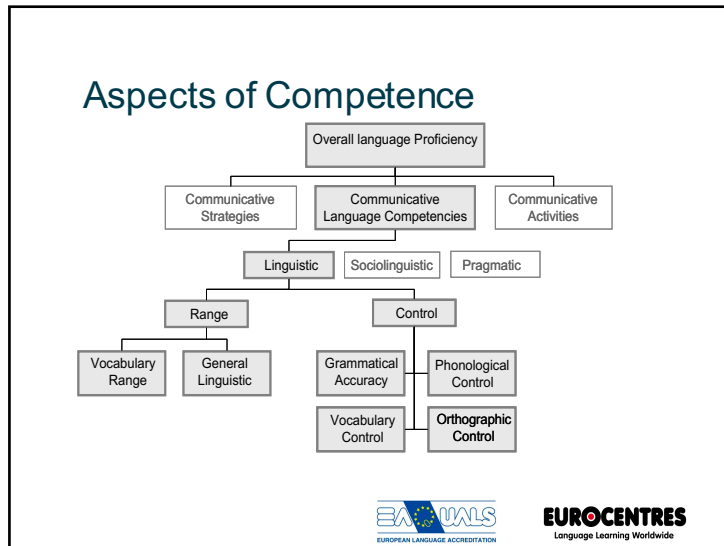 Aspects of Competence
Overall language Proficiency
Communicative
Strategies
Communicative
Language Competencies
Communicative
Activities
Linguistic
Sociolinguistic
Pragmatic
Range
Control
Vocabulary
Range
General
Linguistic
Grammatical
Accuracy
Phonological
Control
Vocabulary
Control
Orthographic
Control
EAQUALS
EUROPEAN LANGUAGE ACCREDITATION
EUROCENTRES
Language Learning Worldwide